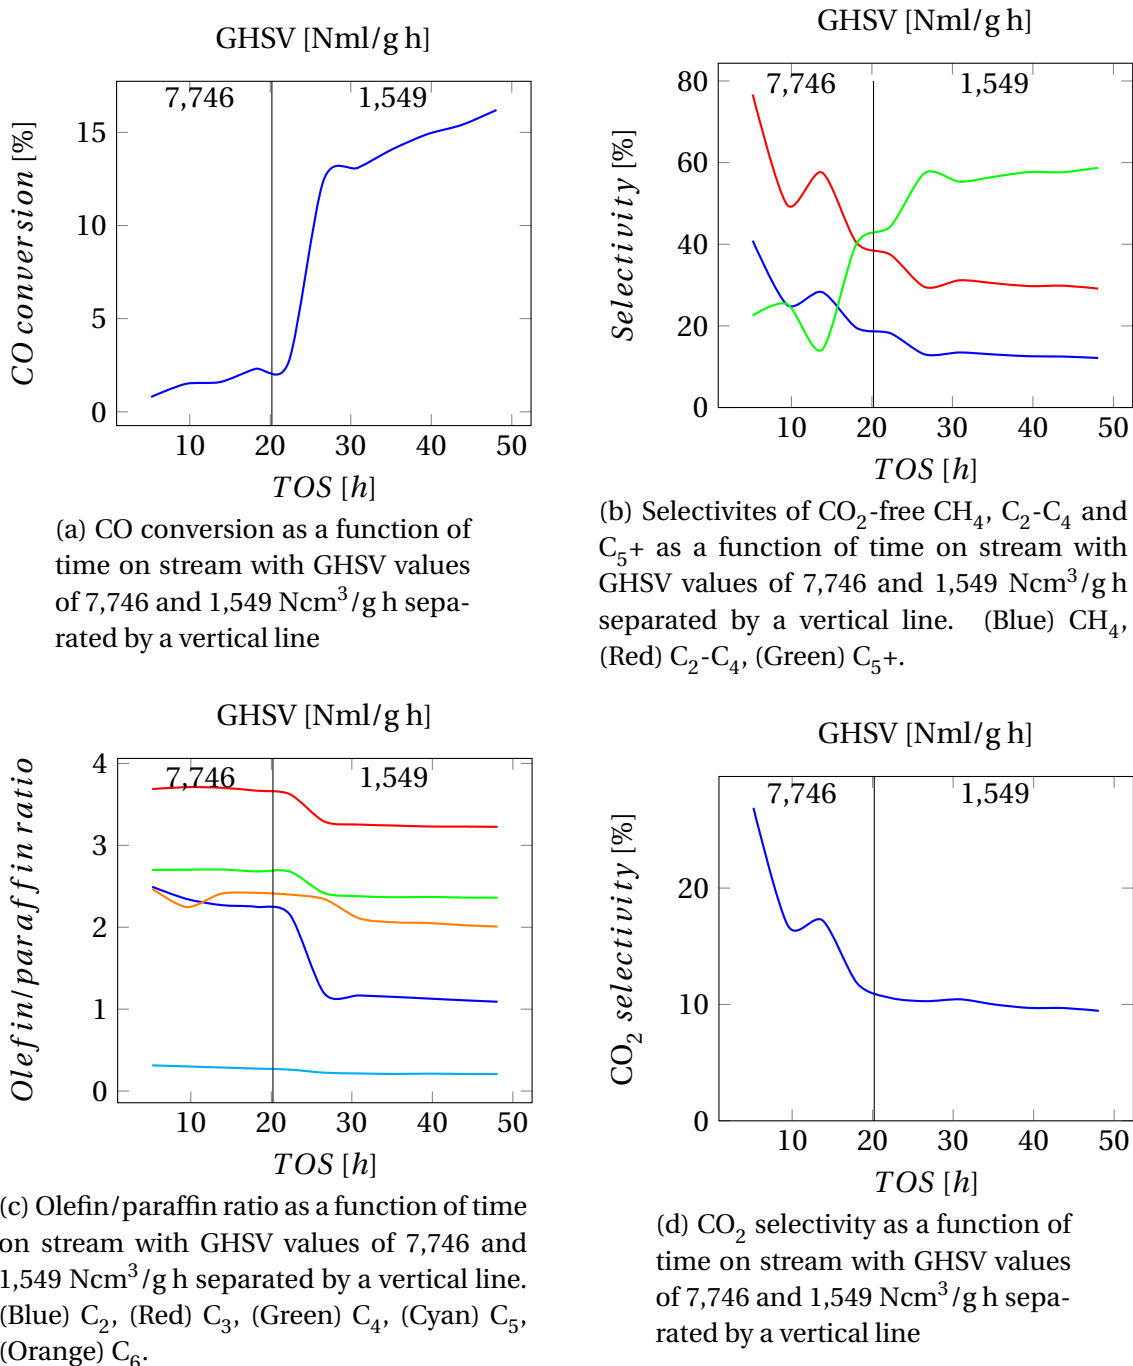 GHSV [Nml/g h]
7,746
1,549
CO conversion [%]
15
10
5
0
10 20 30 40 50
TOS [h]
(a) CO conversion as a function of
time on stream with GHSV values
of 7,746 and 1,549 Ncm³/g h sepa-
rated by a vertical line
GHSV [Nml/g h]
7,746
1,549
Selectivity [%]
80
60
40
20
0
10 20 30 40 50
TOS [h]
(b) Selectivites of CO₂-free CH₄, C₂-C₄ and
C₅+ as a function of time on stream with
GHSV values of 7,746 and 1,549 Ncm³/g h
separated by a vertical line. (Blue) CH₄,
(Red) C₂-C₄, (Green) C₅+.
GHSV [Nml/g h]
7,746
1,549
Olefin/paraffin ratio
4
3
2
1
0
10 20 30 40 50
TOS [h]
(c) Olefin/paraffin ratio as a function of time
on stream with GHSV values of 7,746 and
1,549 Ncm³/g h separated by a vertical line.
(Blue) C₂, (Red) C₃, (Green) C₄, (Cyan) C₅,
(Orange) C₆.
GHSV [Nml/g h]
7,746
1,549
CO₂ selectivity [%]
20
10
0
10 20 30 40 50
TOS [h]
(d) CO₂ selectivity as a function of
time on stream with GHSV values
of 7,746 and 1,549 Ncm³/g h sepa-
rated by a vertical line